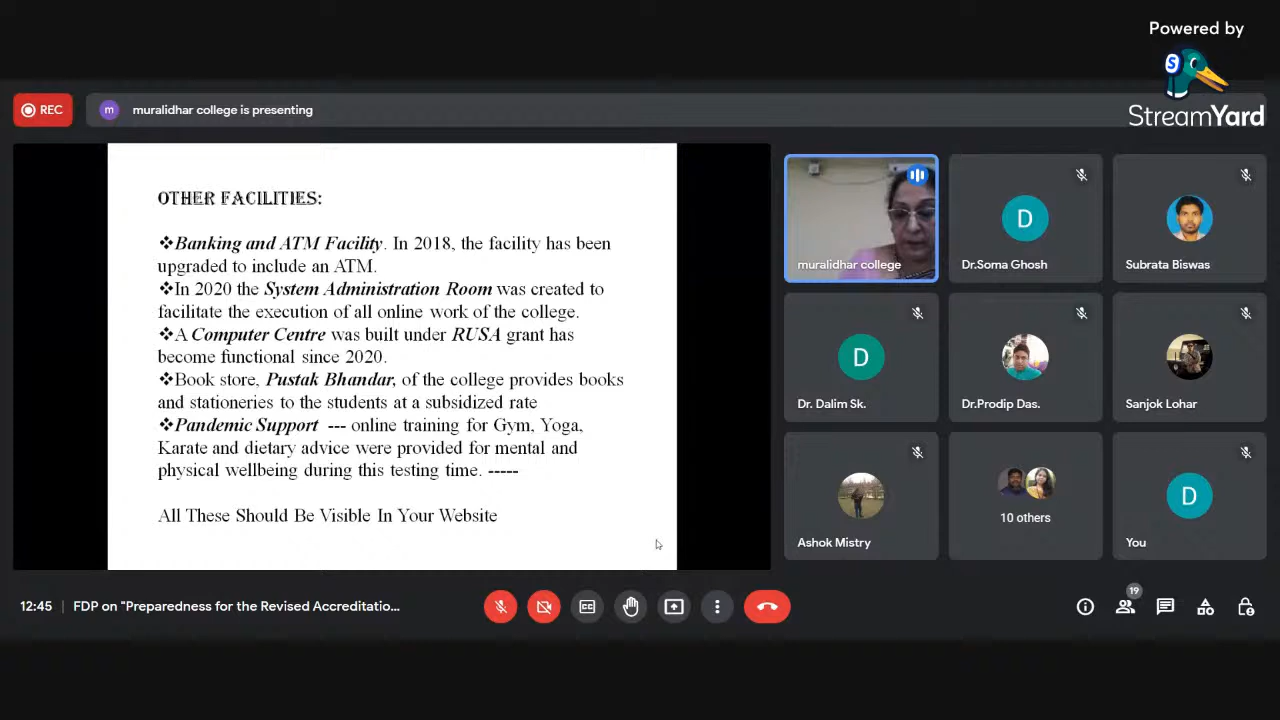 Powered by
StreamYard
REC
m
muralidhar college is presenting
OTHER FACILITIES:
❖Banking and ATM Facility. In 2018, the facility has been
upgraded to include an ATM.
❖In 2020 the System Administration Room was created to
facilitate the execution of all online work of the college.
❖A Computer Centre was built under RUSA grant has
become functional since 2020.
❖Book store, Pustak Bhandar, of the college provides books
and stationeries to the students at a subsidized rate
❖Pandemic Support --- online training for Gym, Yoga,
Karate and dietary advice were provided for mental and
physical wellbeing during this testing time. -----
All These Should Be Visible In Your Website
muralidhar college
D
Dr.Soma Ghosh
Subrata Biswas
D
Dr. Dalim Sk.
Dr.Prodip Das.
Sanjok Lohar
Ashok Mistry
10 others
D
You
12:45 | FDP on "Preparedness for the Revised Accreditatio...
CC
19